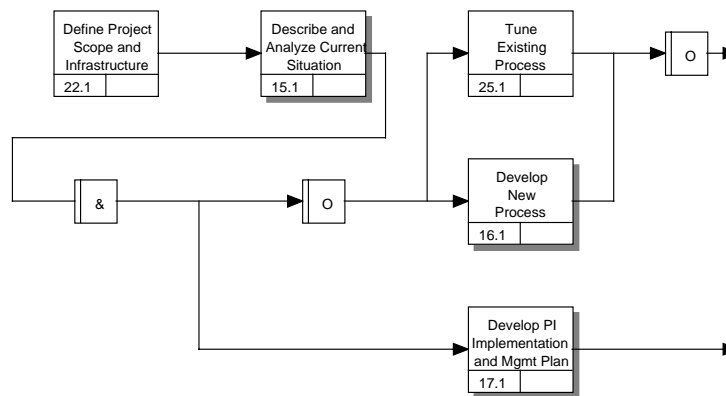 Define Project
Scope and
Infrastructure
22.1
Describe and
Analyze Current
Situation
15.1
Tune
Existing
Process
25.1
O
&
O
Develop
New
Process
16.1
Develop PI
Implementation
and Mgmt Plan
17.1